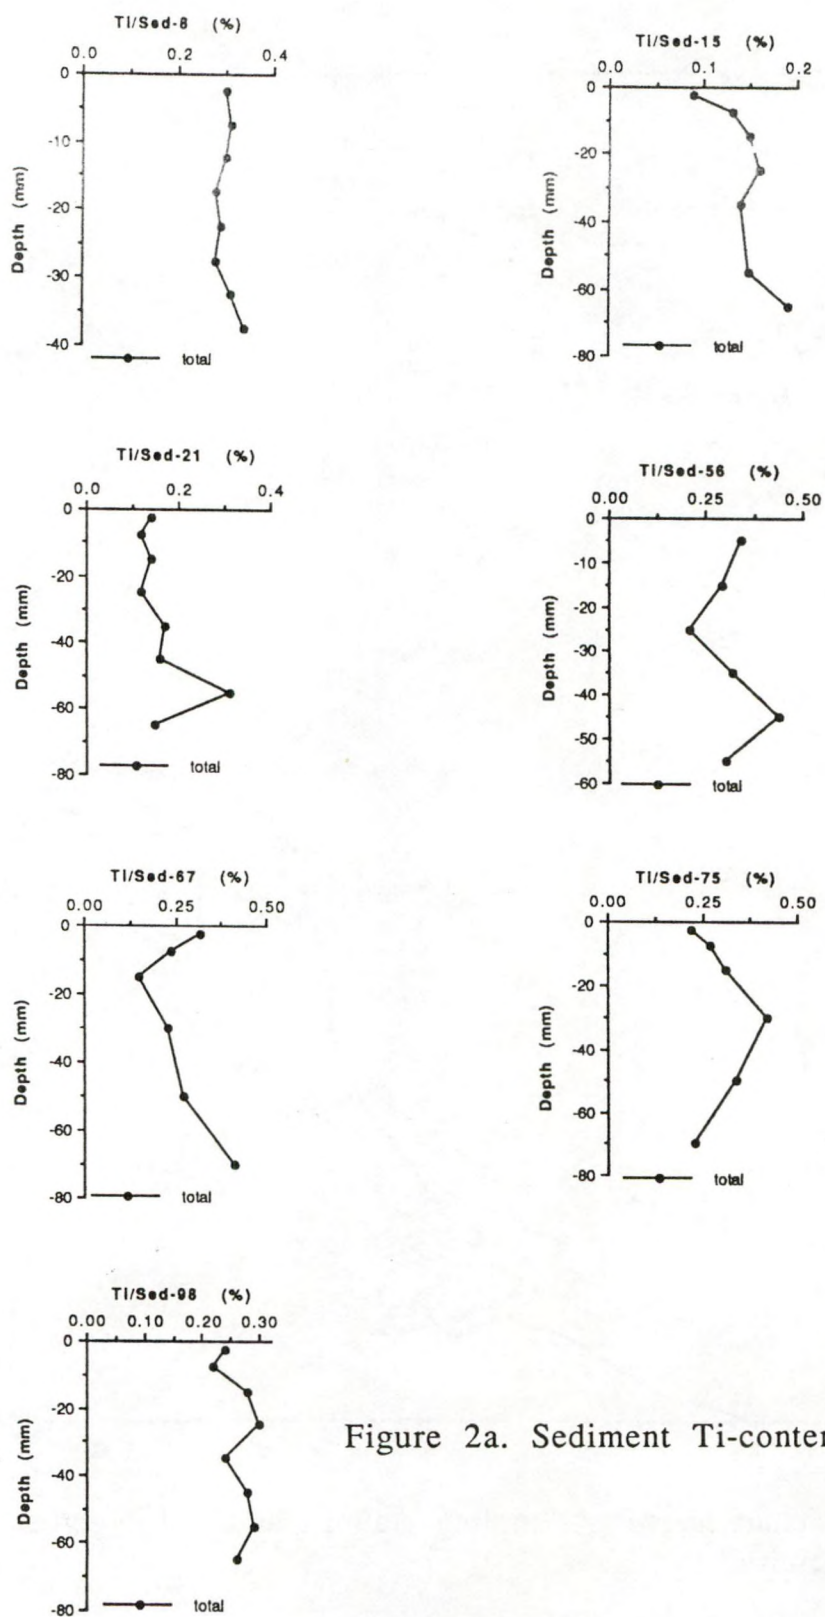 Ti/Sed-8 (%)
0.0 0.2 0.4
0
-10
-20
-30
-40
Depth (mm)
total
Ti/Sed-15 (%)
0.0 0.1 0.2
0
-20
-40
-60
-80
Depth (mm)
total
Ti/Sed-21 (%)
0.0 0.2 0.4
0
-20
-40
-60
-80
Depth (mm)
total
Ti/Sed-56 (%)
0.00 0.25 0.50
0
-10
-20
-30
-40
-50
-60
Depth (mm)
total
Ti/Sed-67 (%)
0.00 0.25 0.50
0
-20
-40
-60
-80
Depth (mm)
total
Ti/Sed-75 (%)
0.00 0.25 0.50
0
-20
-40
-60
-80
Depth (mm)
total
Ti/Sed-98 (%)
0.00 0.10 0.20 0.30
0
-20
-40
-60
-80
Depth (mm)
total
Figure 2a. Sediment Ti-conte